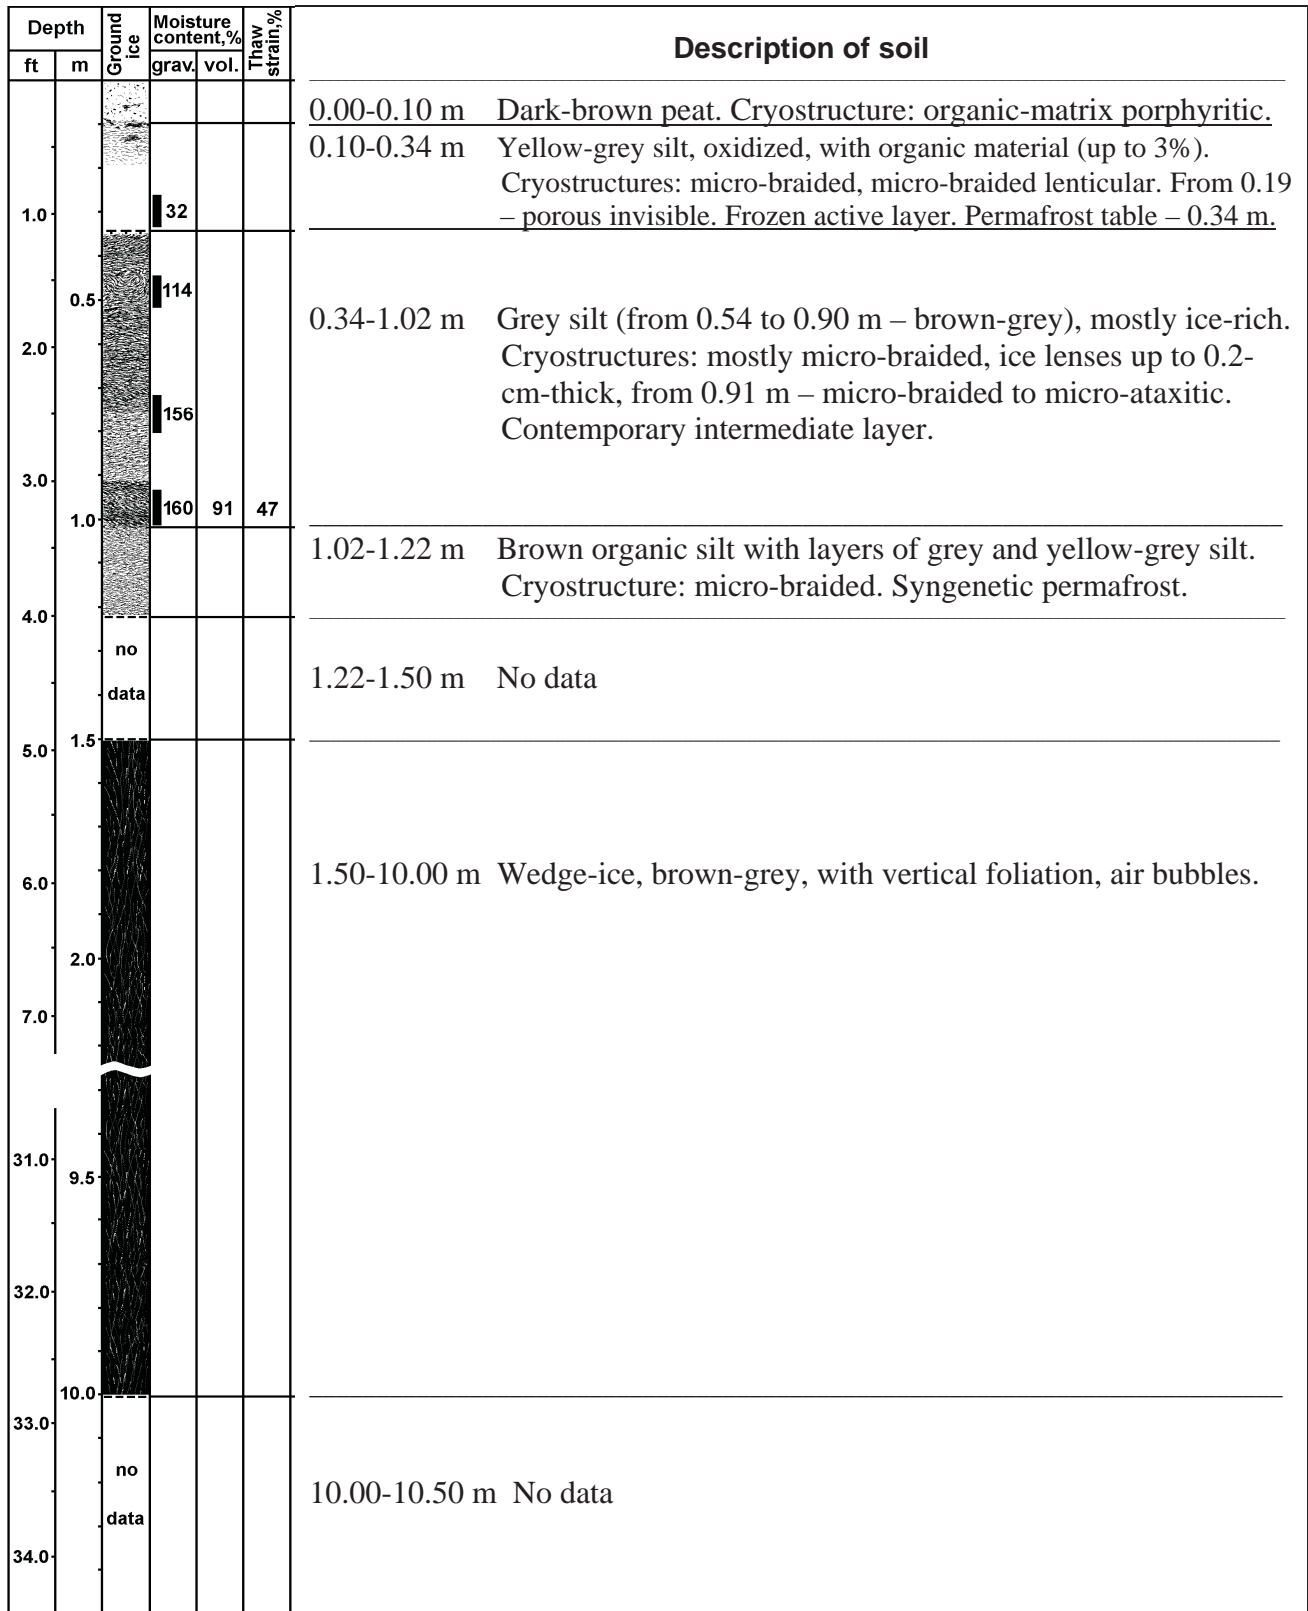 Depth
Ground ice
Moisture content,%
Thaw strain,%
Description of soil
ft m grav. vol.
0.00-0.10 m Dark-brown peat. Cryostructure: organic-matrix porphyritic.
0.10-0.34 m Yellow-grey silt, oxidized, with organic material (up to 3%).
Cryostructures: micro-braided, micro-braided lenticular. From 0.19
1.0 32 – porous invisible. Frozen active layer. Permafrost table – 0.34 m.
0.5 114
0.34-1.02 m Grey silt (from 0.54 to 0.90 m – brown-grey), mostly ice-rich.
2.0 Cryostructures: mostly micro-braided, ice lenses up to 0.2-
cm-thick, from 0.91 m – micro-braided to micro-ataxitic.
156
Contemporary intermediate layer.
3.0
160 91 47
1.0
1.02-1.22 m Brown organic silt with layers of grey and yellow-grey silt.
Cryostructure: micro-braided. Syngenetic permafrost.
4.0
no
1.22-1.50 m No data
data
1.5
5.0
1.50-10.00 m Wedge-ice, brown-grey, with vertical foliation, air bubbles.
6.0
2.0
7.0
31.0
9.5
32.0
10.0
33.0
no
10.00-10.50 m No data
data
34.0